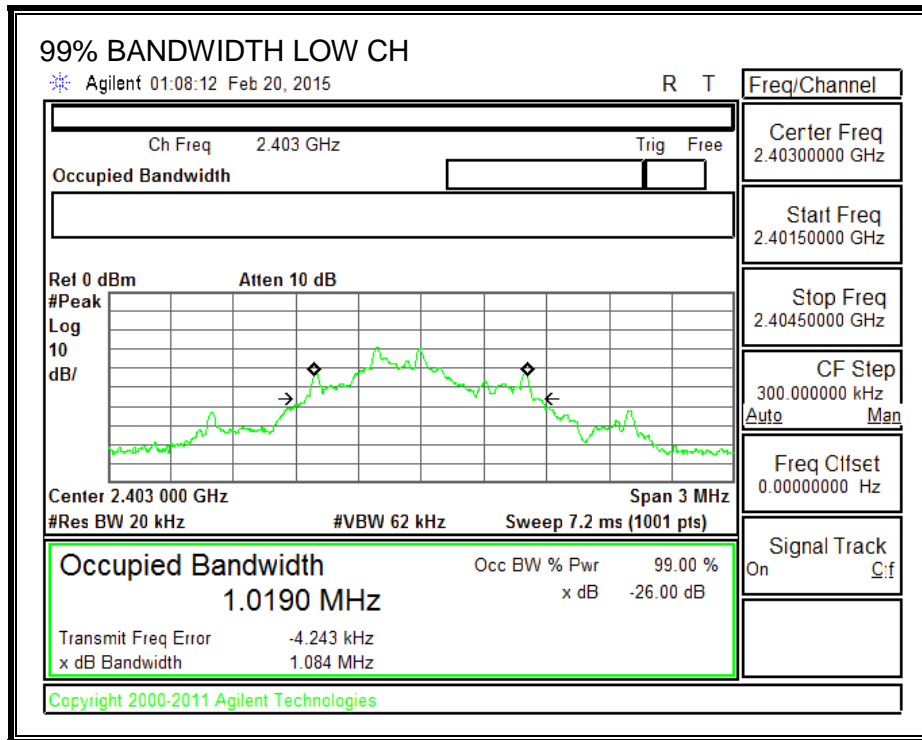 99% BANDWIDTH LOW CH
Agilent 01:08:12 Feb 20, 2015 R T
Freq/Channel
Ch Freq 2.403 GHz Trig Free
Occupied Bandwidth
Center Freq
2.40300000 GHz
Start Freq
2.40150000 GHz
Stop Freq
2.40450000 GHz
CF Step
300.000000 kHz
Auto Man
Freq Offset
0.00000000 Hz
Signal Track
On Off
Ref 0 dBm Atten 10 dB
#Peak
Log
10
dB/
Center 2.403 000 GHz Span 3 MHz
#Res BW 20 kHz #VBW 62 kHz Sweep 7.2 ms (1001 pts)
Occupied Bandwidth
1.0190 MHz
Occ BW % Pwr 99.00 %
x dB -26.00 dB
Transmit Freq Error -4.243 kHz
x dB Bandwidth 1.084 MHz
Copyright 2000-2011 Agilent Technologies